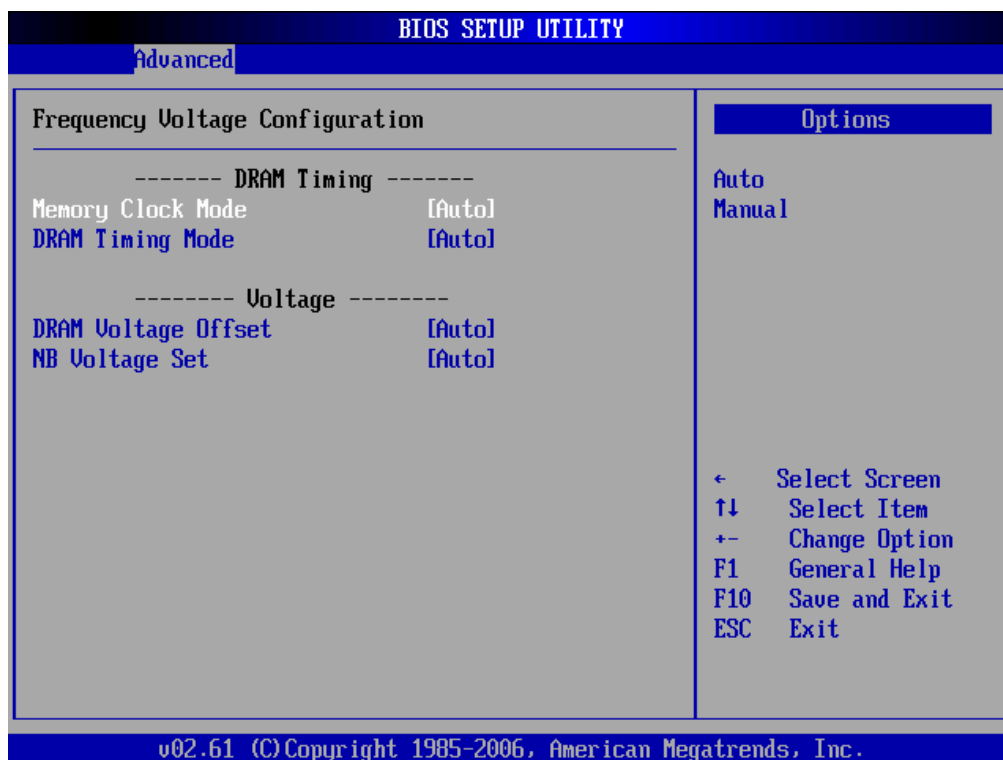 BIOS SETUP UTILITY
Advanced
Frequency Voltage Configuration
------- DRAM Timing -------
Memory Clock Mode [Auto]
DRAM Timing Mode [Auto]
-------- Voltage --------
DRAM Voltage Offset [Auto]
NB Voltage Set [Auto]
Options
Auto
Manual
← Select Screen
↑↓ Select Item
+- Change Option
F1 General Help
F10 Save and Exit
ESC Exit
v02.61 (C)Copyright 1985-2006, American Megatrends, Inc.